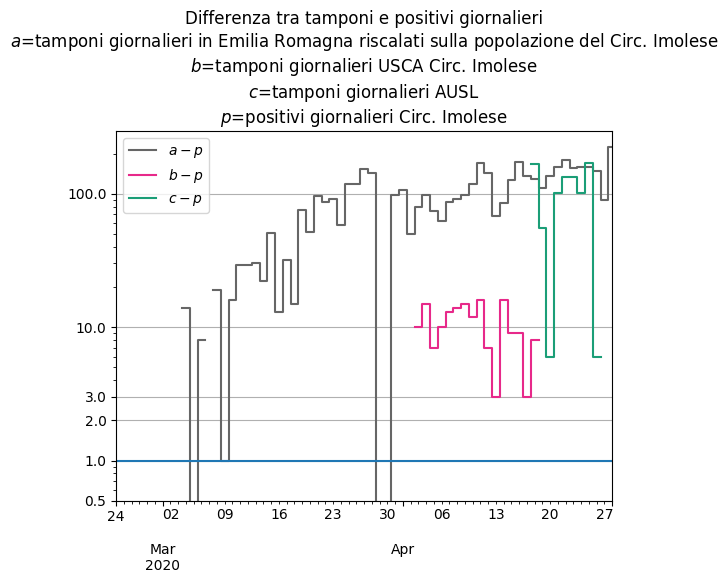 Differenza tra tamponi e positivi giornalieri
a=tamponi giornalieri in Emilia Romagna riscalati sulla popolazione del Circ. Imolese
b=tamponi giornalieri USCA Circ. Imolese
c=tamponi giornalieri AUSL
p=positivi giornalieri Circ. Imolese
a − p
b − p
c − p
100.0
10.0
3.0
2.0
1.0
0.5
24 02 09 16 23 30 06 13 20 27
Mar Apr
2020